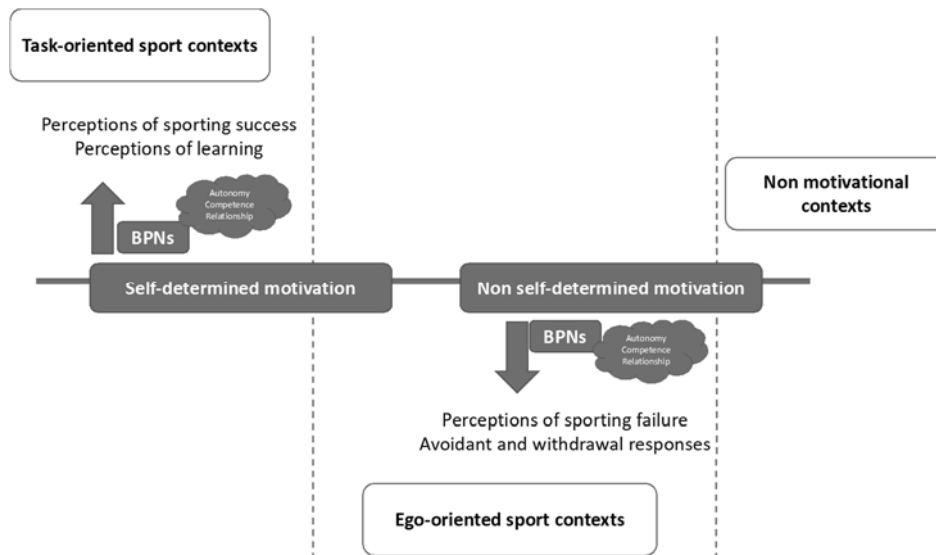 Task-oriented sport contexts
Perceptions of sporting success
Perceptions of learning
Autonomy
Competence
Relationship
BPNs
Non motivational
contexts
Self-determined motivation
Non self-determined motivation
BPNs
Autonomy
Competence
Relationship
Perceptions of sporting failure
Avoidant and withdrawal responses
Ego-oriented sport contexts